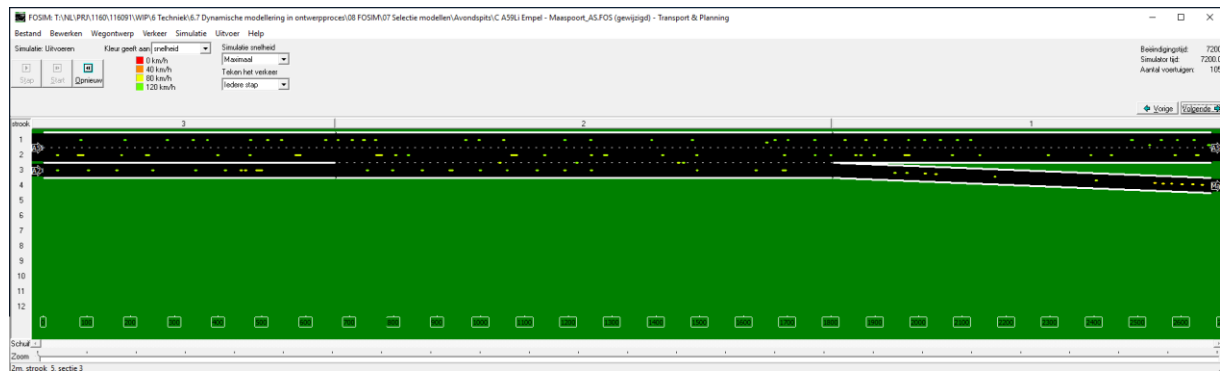 FOSIM: T:\NL\PRJ\1160\116091\WIP\6 Techniek\6.7 Dynamische modellering in ontwerpproces\08 FOSIM\07 Selectie modellen\Avondspits\C A59Li Empel - Maaspoort_AS.FOS (gewijzigd) - Transport & Planning
Bestand Bewerken Wegontwerp Verkeer Simulatie Uitvoer Help
Simulatie: Uitvoeren Kleur geeft aan snelheid Simulatie snelheid Beëindigingstijd: 7200
0 km/h Maximaal Simulator tijd: 7200.0
40 km/h Teken het verkeer Aantal voertuigen: 105
Stap Start Opnieuw 80 km/h Iedere stap
120 km/h
Vorige Volgende
strook 3 2 1
1
2
3
4
5
6
7
8
9
10
11
12
Schuif
Zoom
2m, strook 5, sectie 3